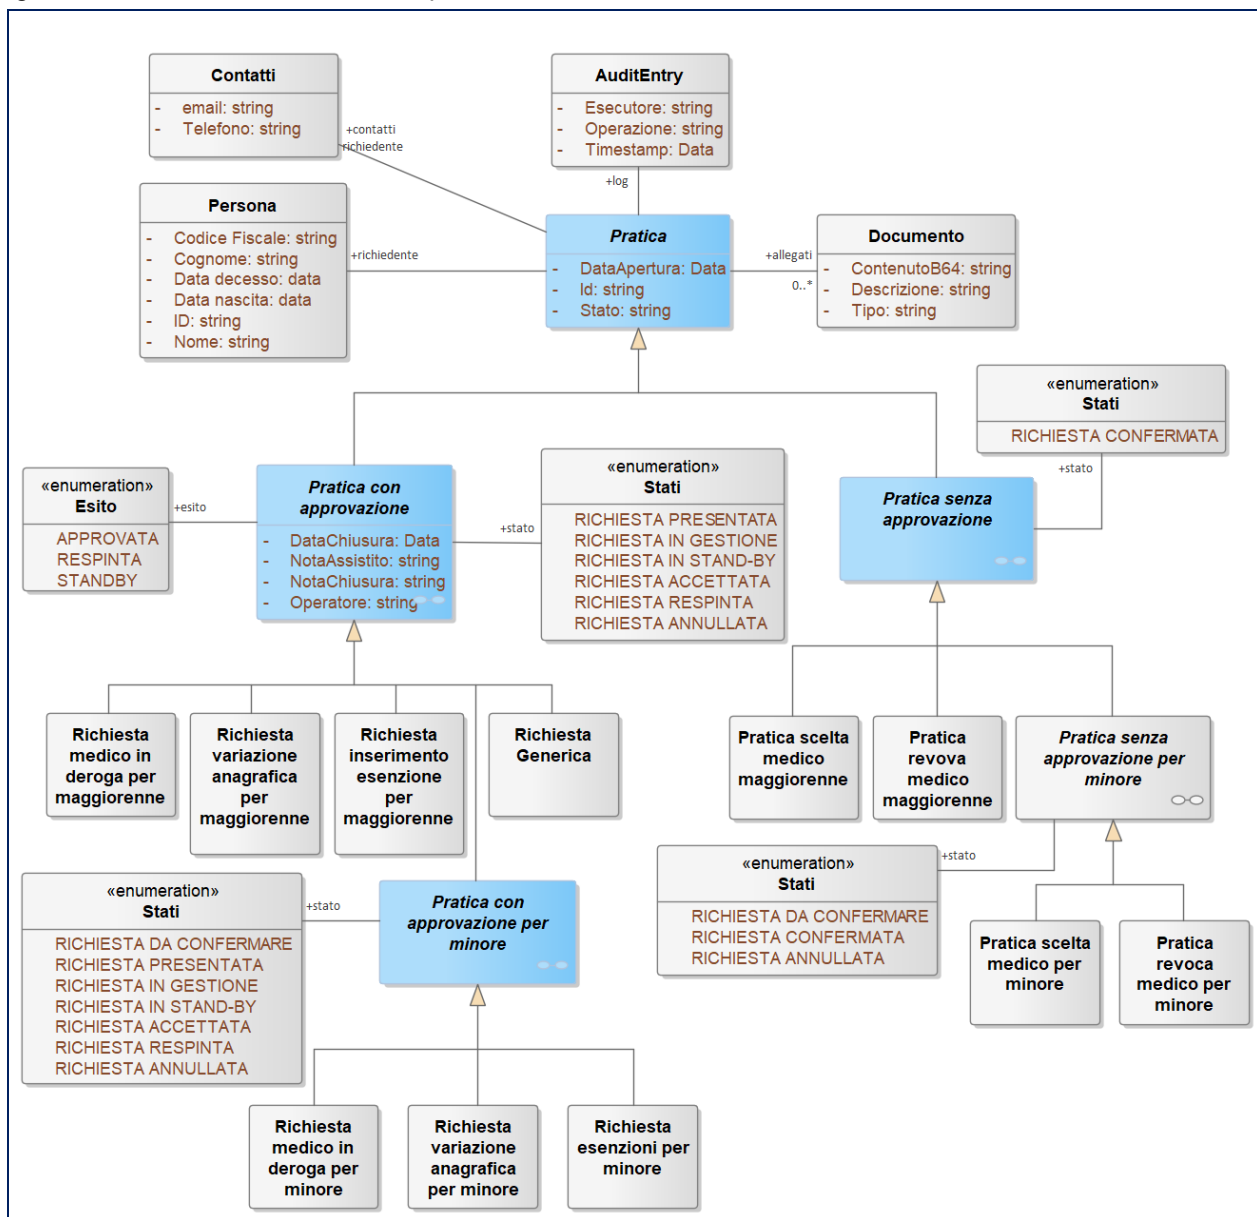 Contatti
- email: string
- Telefono: string
AuditEntry
- Esecutore: string
- Operazione: string
- Timestamp: Data
+contatti
richiedente
+log
Persona
- Codice Fiscale: string
- Cognome: string
- Data decesso: data
- Data nascita: data
- ID: string
- Nome: string
+richiedente
Pratica
- DataApertura: Data
- Id: string
- Stato: string
+allegati
0..*
Documento
- ContenutoB64: string
- Descrizione: string
- Tipo: string
«enumeration»
Stati
RICHIESTA CONFERMATA
+stato
«enumeration»
Esito
APPROVATA
RESPINTA
STANDBY
+esito
Pratica con
approvazione
- DataChiusura: Data
- NotaAssistito: string
- NotaChiusura: string
- Operatore: string
+stato
«enumeration»
Stati
RICHIESTA PRESENTATA
RICHIESTA IN GESTIONE
RICHIESTA IN STAND-BY
RICHIESTA ACCETTATA
RICHIESTA RESPINTA
RICHIESTA ANNULLATA
Pratica senza
approvazione
Richiesta
medico in
deroga per
maggiorenne
Richiesta
variazione
anagrafica
per
maggiorenne
Richiesta
inserimento
esenzione
per
maggiorenne
Richiesta
Generica
Pratica scelta
medico
maggiorenne
Pratica
revova
medico
maggiorenne
Pratica senza
approvazione per
minore
«enumeration»
Stati
RICHIESTA DA CONFERMARE
RICHIESTA PRESENTATA
RICHIESTA IN GESTIONE
RICHIESTA IN STAND-BY
RICHIESTA ACCETTATA
RICHIESTA RESPINTA
RICHIESTA ANNULLATA
+stato
Pratica con
approvazione per
minore
«enumeration»
Stati
RICHIESTA DA CONFERMARE
RICHIESTA CONFERMATA
RICHIESTA ANNULLATA
+stato
Pratica scelta
medico per
minore
Pratica
revoca
medico per
minore
Richiesta
medico in
deroga per
minore
Richiesta
variazione
anagrafica
per minore
Richiesta
esenzioni per
minore